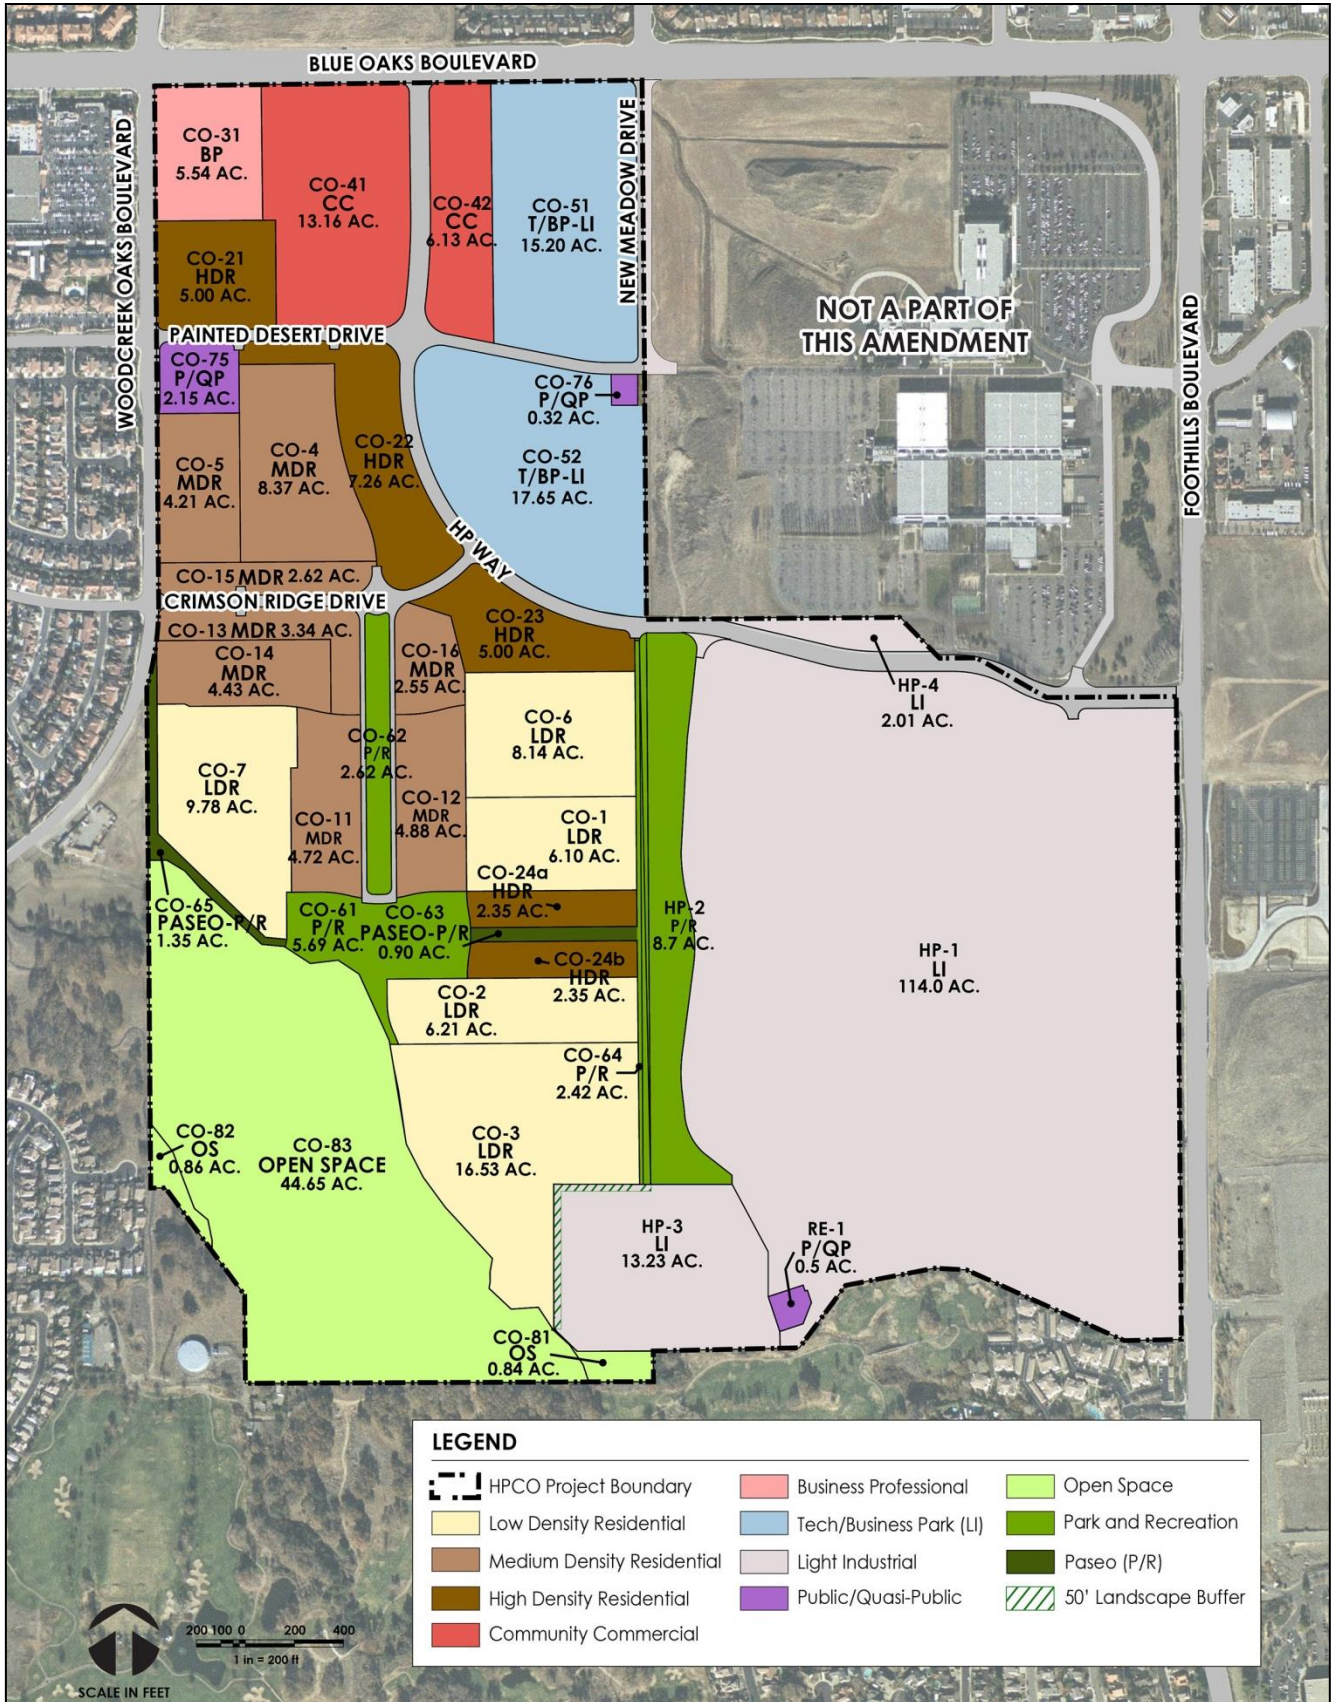 BLUE OAKS BOULEVARD
WOODCREEK OAKS BOULEVARD
NEW MEADOW DRIVE
FOOTHILLS BOULEVARD
CO-31
BP
5.54 AC.
CO-41
CC
13.16 AC.
CO-42
CC
6.13 AC.
CO-51
T/BP-LI
15.20 AC.
CO-21
HDR
5.00 AC.
NOT A PART OF
THIS AMENDMENT
PAINTED DESERT DRIVE
CO-75
P/QP
2.15 AC.
CO-76
P/QP
0.32 AC.
CO-5
MDR
4.21 AC.
CO-4
MDR
8.37 AC.
CO-22
HDR
7.26 AC.
CO-52
T/BP-LI
17.65 AC.
HP WAY
CO-15 MDR 2.62 AC.
CRIMSON RIDGE DRIVE
CO-13 MDR 3.34 AC.
CO-14
MDR
4.43 AC.
CO-16
MDR
2.55 AC.
CO-23
HDR
5.00 AC.
HP-4
LI
2.01 AC.
CO-7
LDR
9.78 AC.
CO-62
P/R
2.62 AC.
CO-6
LDR
8.14 AC.
CO-11
MDR
4.72 AC.
CO-12
MDR
4.88 AC.
CO-1
LDR
6.10 AC.
CO-24a
HDR
2.35 AC.
CO-65
PASEO-P/R
1.35 AC.
CO-61
P/R
5.69 AC.
CO-63
PASEO-P/R
0.90 AC.
HP-2
P/R
8.7 AC.
HP-1
LI
114.0 AC.
CO-24b
HDR
2.35 AC.
CO-2
LDR
6.21 AC.
CO-64
P/R
2.42 AC.
CO-82
OS
0.86 AC.
CO-83
OPEN SPACE
44.65 AC.
CO-3
LDR
16.53 AC.
HP-3
LI
13.23 AC.
RE-1
P/QP
0.5 AC.
CO-81
OS
0.84 AC.
LEGEND
HPCO Project Boundary
Low Density Residential
Medium Density Residential
High Density Residential
Community Commercial
Business Professional
Tech/Business Park (LI)
Light Industrial
Public/Quasi-Public
Open Space
Park and Recreation
Paseo (P/R)
50' Landscape Buffer
200 100 0 200 400
1 in = 200 ft
SCALE IN FEET